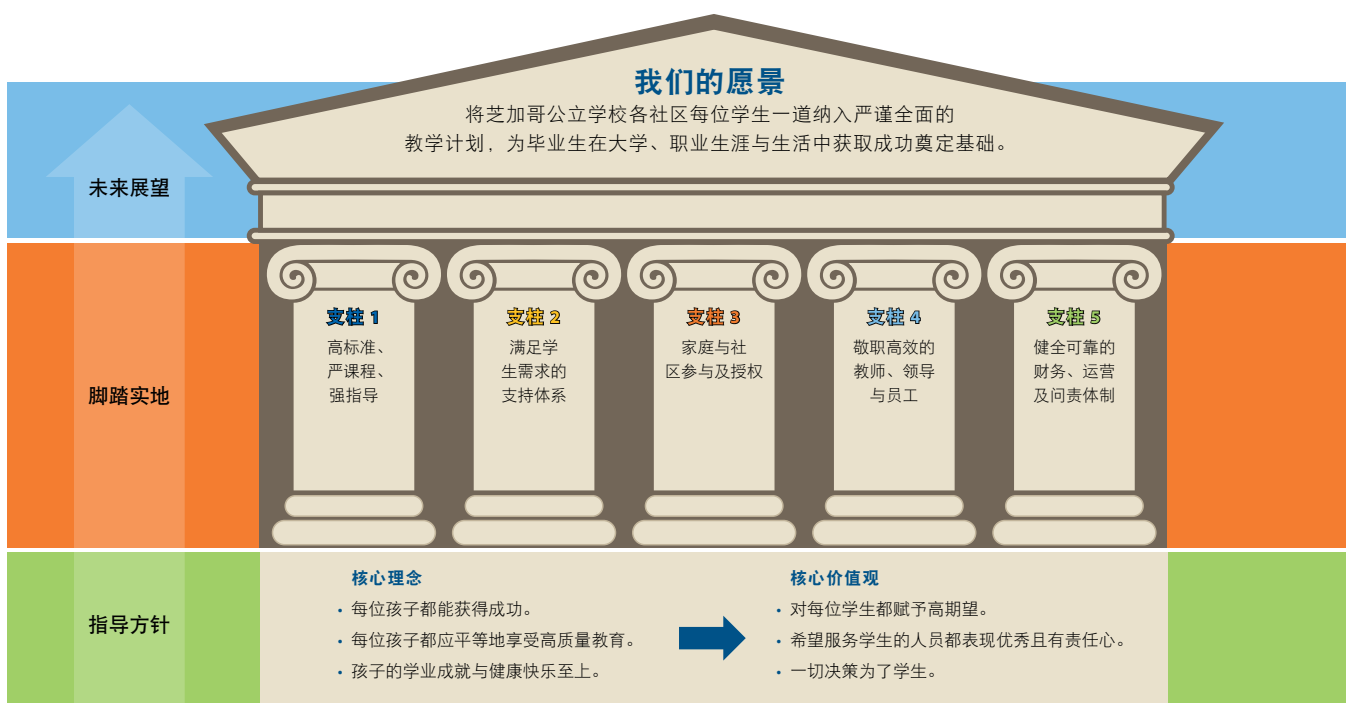 我们的愿景
将芝加哥公立学校各社区每位学生一道纳入严谨全面的
教学计划，为毕业生在大学、职业生涯与生活中获取成功奠定基础。
未来展望
脚踏实地
支柱 1
高标准、
严课程、
强指导
支柱 2
满足学
生需求的
支持体系
支柱 3
家庭与社
区参与及授权
支柱 4
敬职高效的
教师、领导
与员工
支柱 5
健全可靠的
财务、运营
及问责体制
指导方针
核心理念
• 每位孩子都能获得成功。
• 每位孩子都应平等地享受高质量教育。
• 孩子的学业成就与健康快乐至上。
核心价值观
• 对每位学生都赋予高期望。
• 希望服务学生的人员都表现优秀且有责任心。
• 一切决策为了学生。